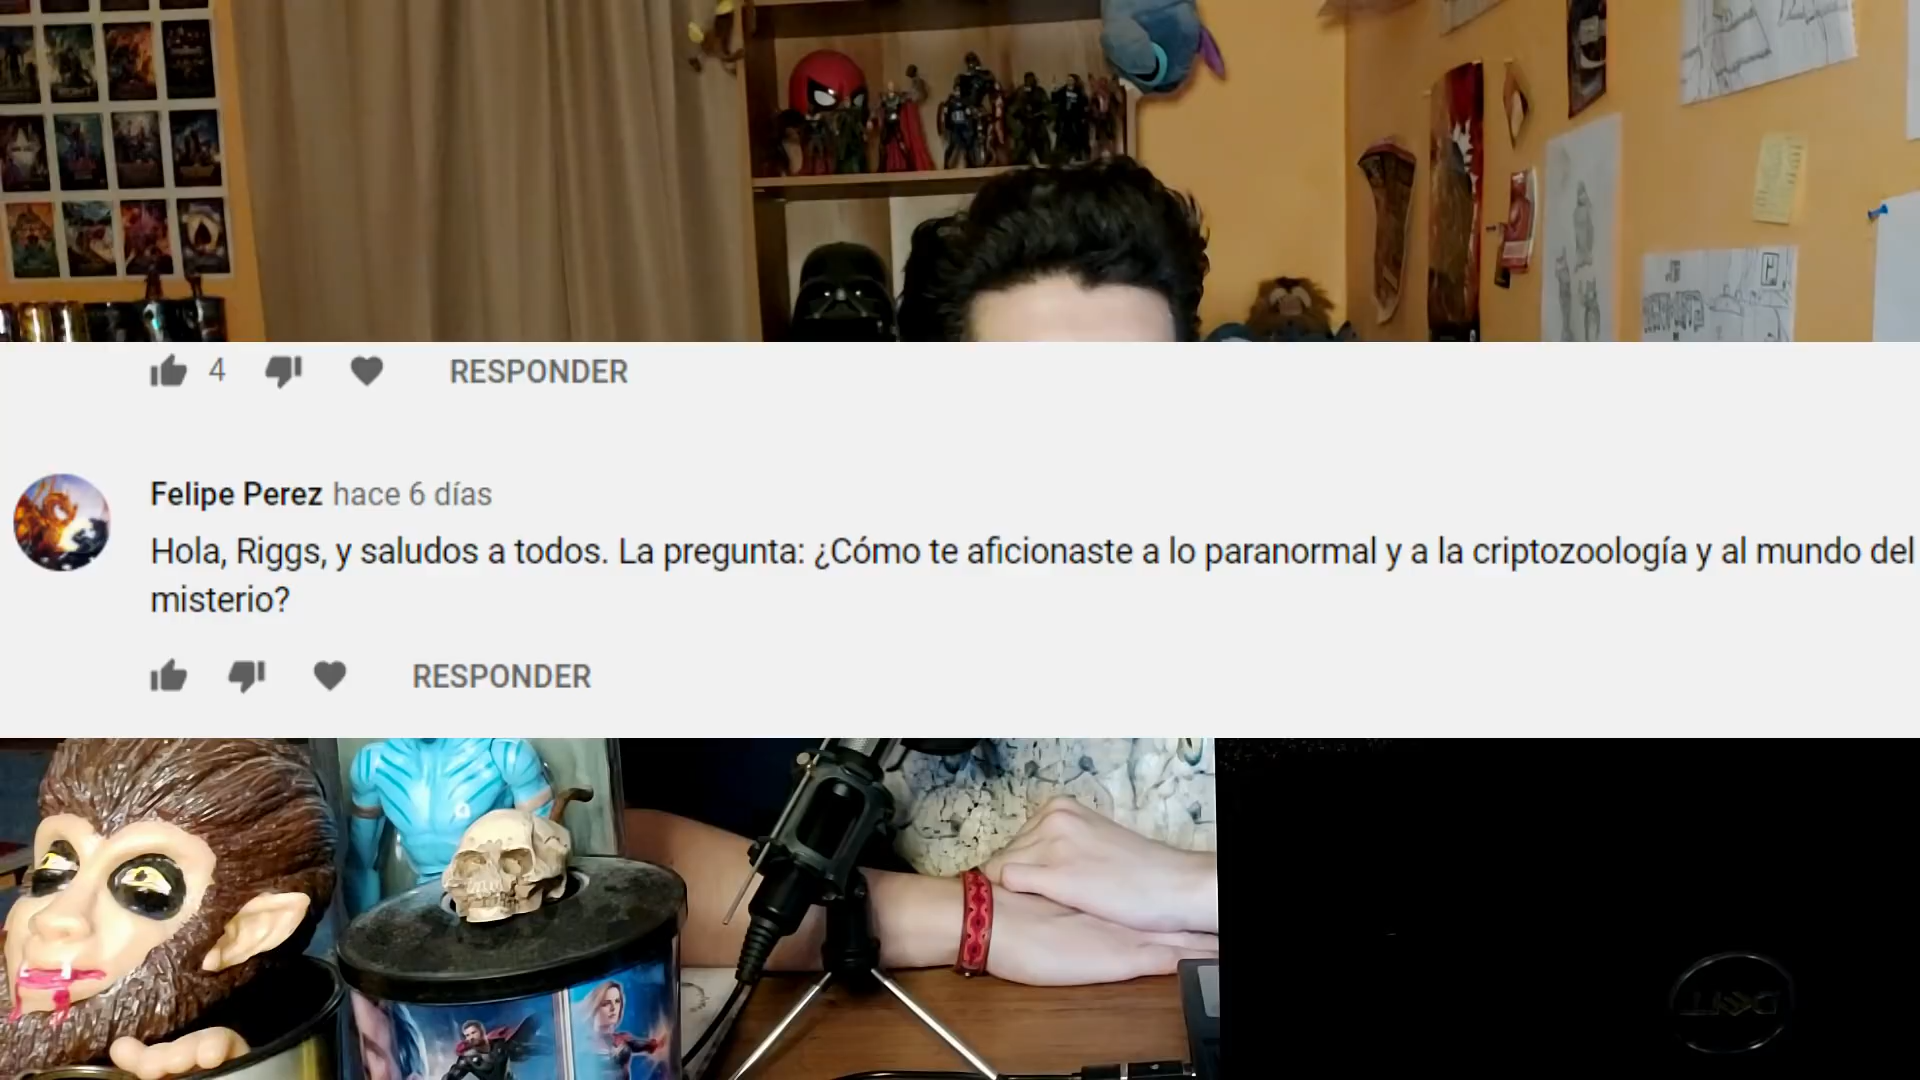 4 RESPONDER
Felipe Perez hace 6 días
Hola, Riggs, y saludos a todos. La pregunta: ¿Cómo te aficionaste a lo paranormal y a la criptozoología y al mundo del
misterio?
RESPONDER